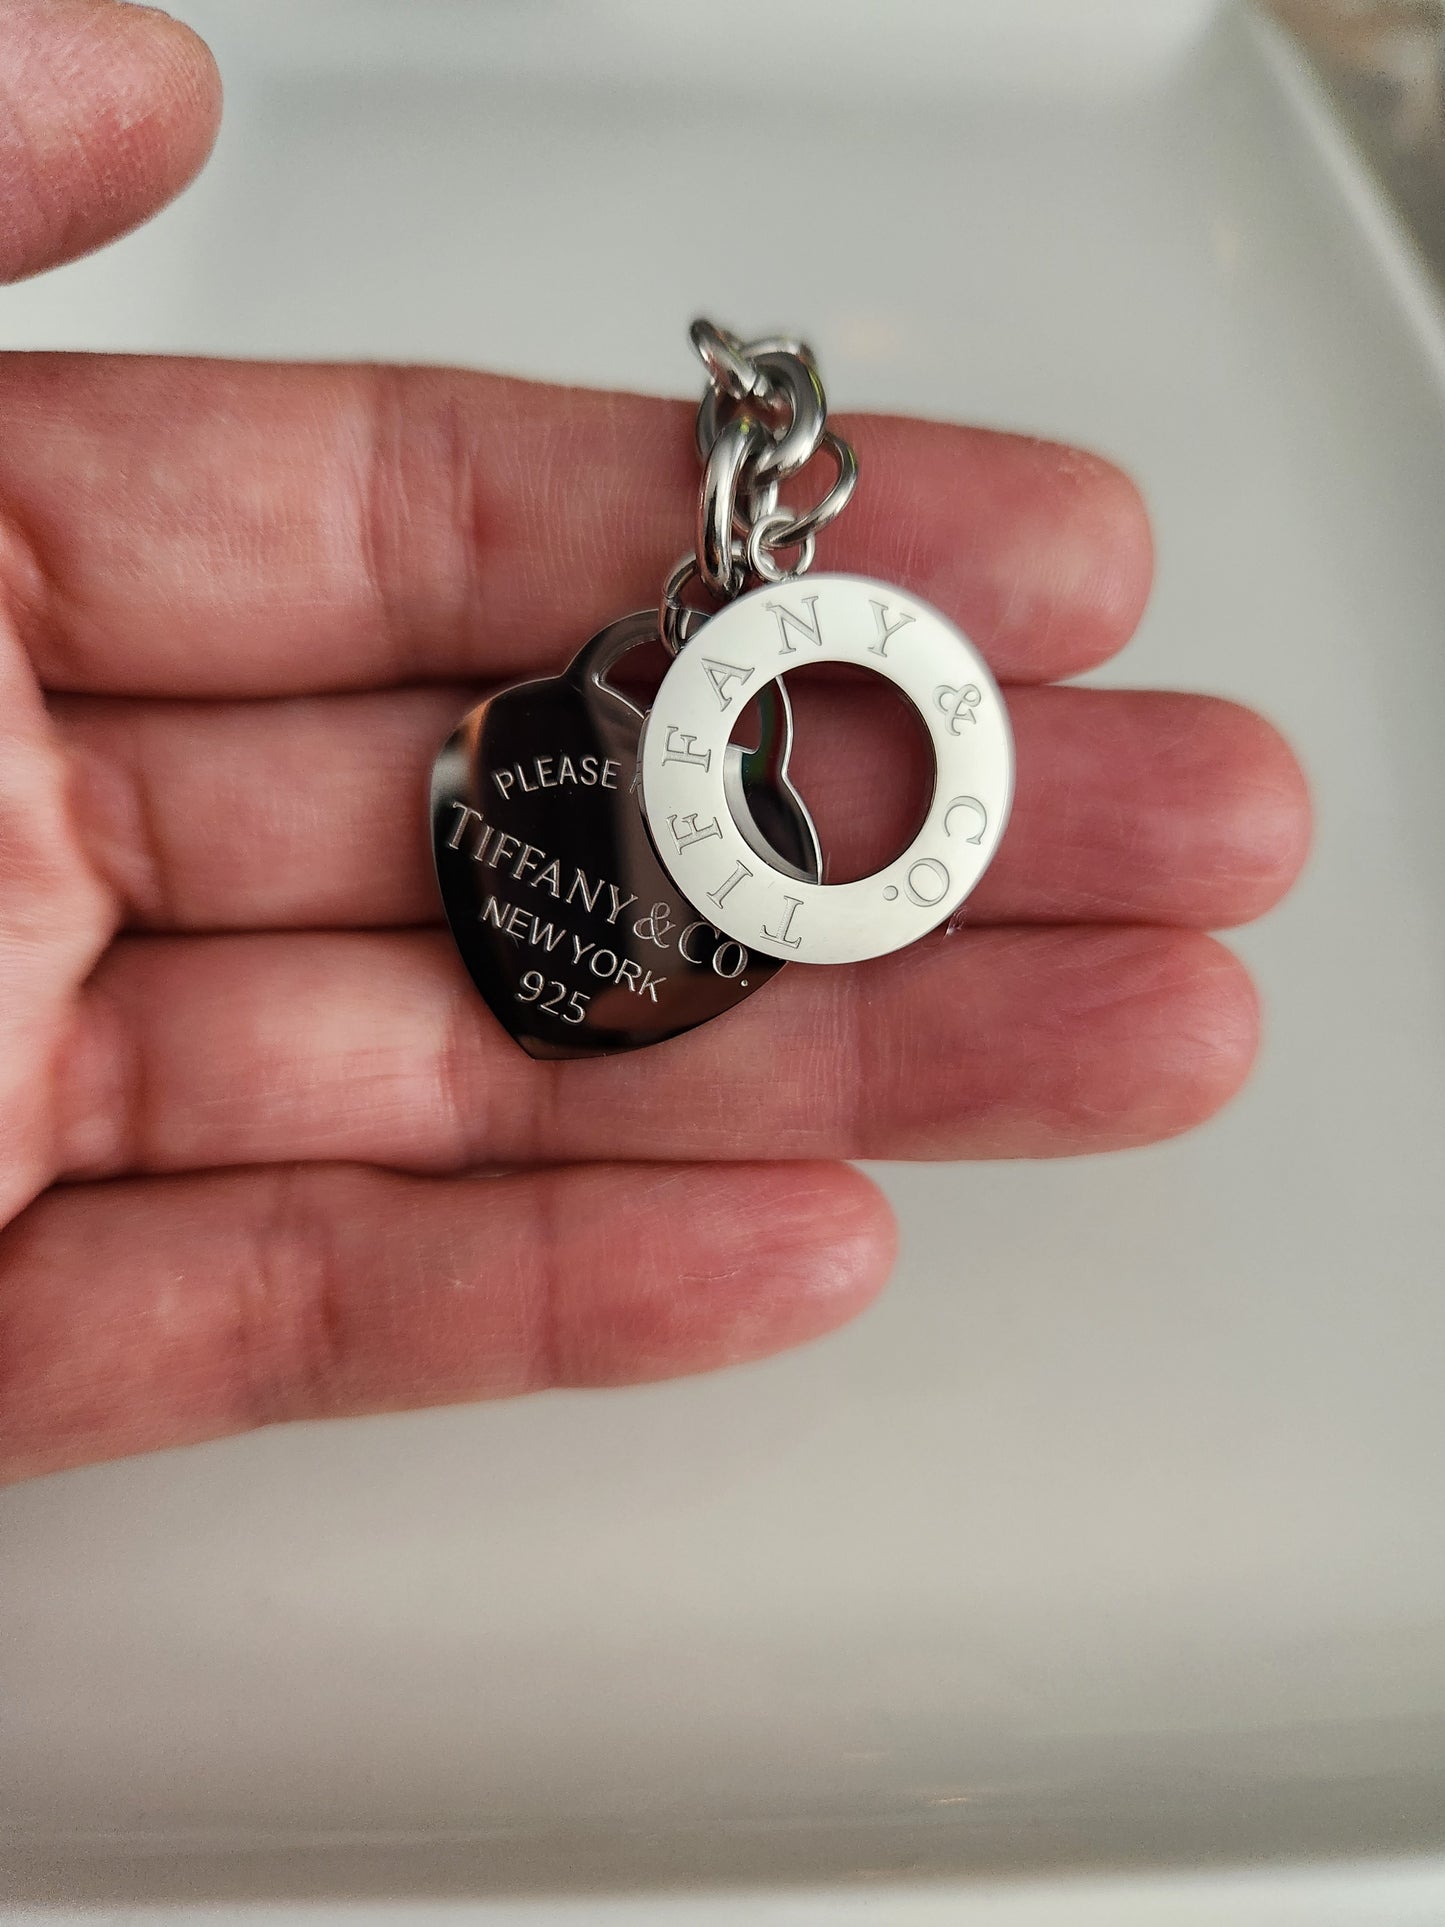 PLEASE
TIFFANY & CO.
NEW YORK
925
TIFFANY & CO.